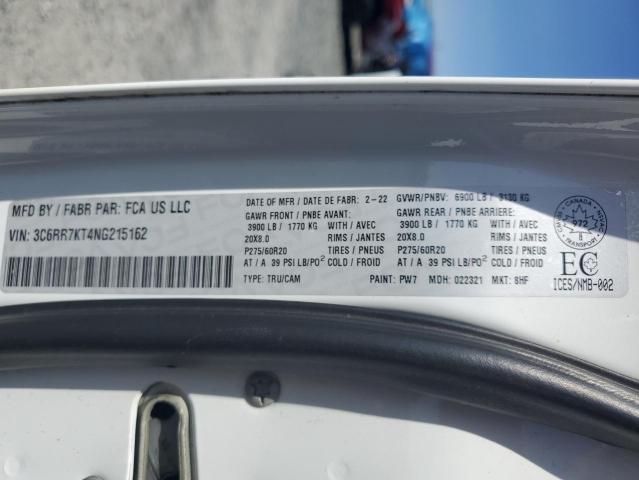 MFD BY / FABR PAR: FCA US LLC
VIN: 3C6RR7KT4NG215162
DATE OF MFR / DATE DE FABR: 2-22
GAWR FRONT / PNBE AVANT:
3900 LB / 1770 KG WITH / AVEC
20X8.0 RIMS / JANTES
P275/60R20 TIRES / PNEUS
AT / A 39 PSI LB/PO² COLD / FROID
TYPE: TRU/CAM
GVWR/PNBV: 6900 LB / 3130 KG
GAWR REAR / PNBE ARRIERE:
3900 LB / 1770 KG WITH / AVEC
20X8.0 RIMS / JANTES
P275/60R20 TIRES / PNEUS
AT / A 39 PSI LB/PO² COLD / FROID
PAINT: PW7 MDH: 022321 MKT: 8HF
CANADA
972
EC
ICES/NMB-002